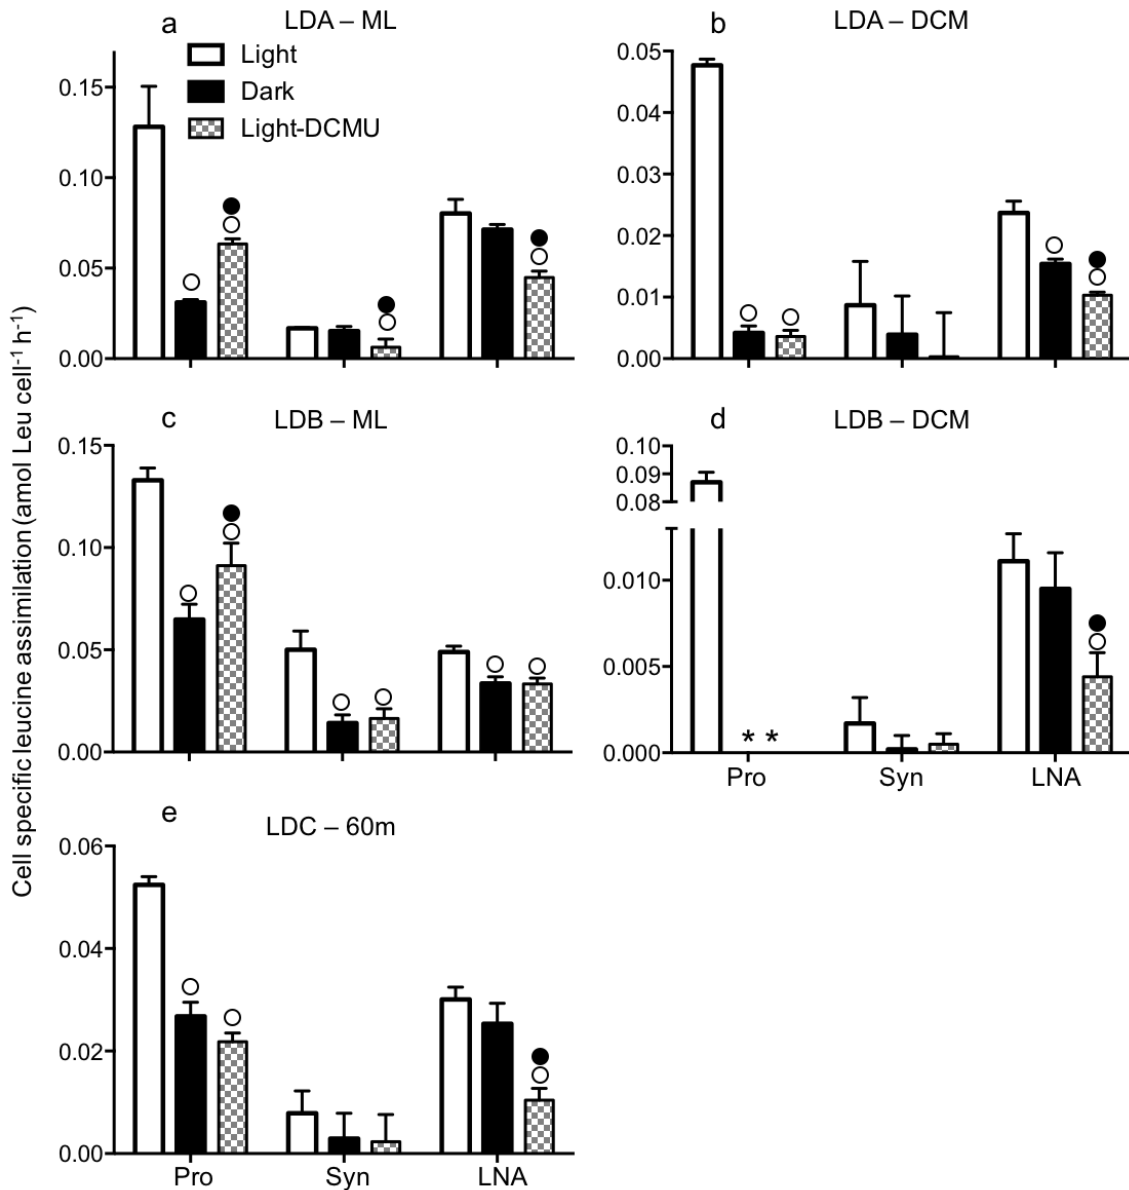 a
LDA – ML
Light
Dark
Light-DCMU
0.15
0.10
0.05
0.00
b
LDA – DCM
0.05
0.04
0.03
0.02
0.01
0.00
c
LDB – ML
0.15
0.10
0.05
0.00
d
LDB – DCM
0.10
0.09
0.08
0.010
0.005
0.000
* *
Pro Syn LNA
e
LDC – 60m
0.06
0.04
0.02
0.00
Pro Syn LNA
Cell specific leucine assimilation (amol Leu cell⁻¹ h⁻¹)